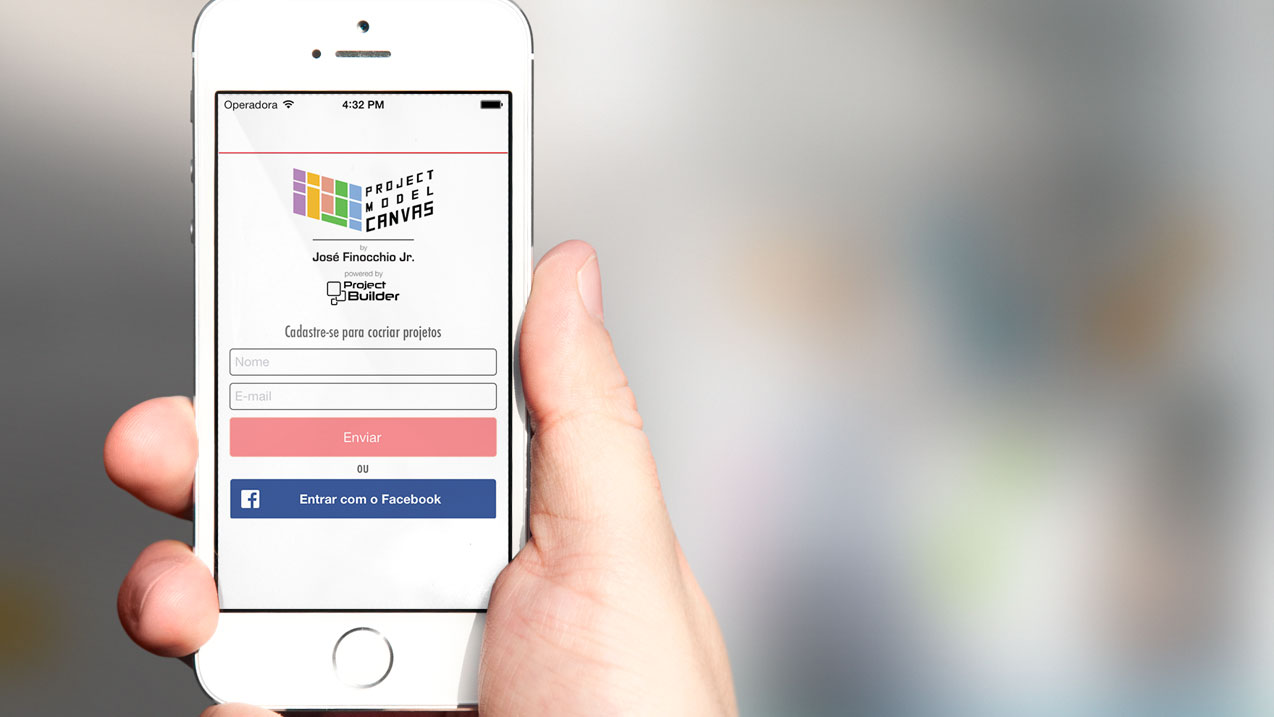 Operadora 4:32 PM
PROJECT
MODEL
CANVAS
by
José Finocchio Jr.
powered by
Project
Builder
Cadastre-se para cocriar projetos
Nome
E-mail
Enviar
ou
Entrar com o Facebook